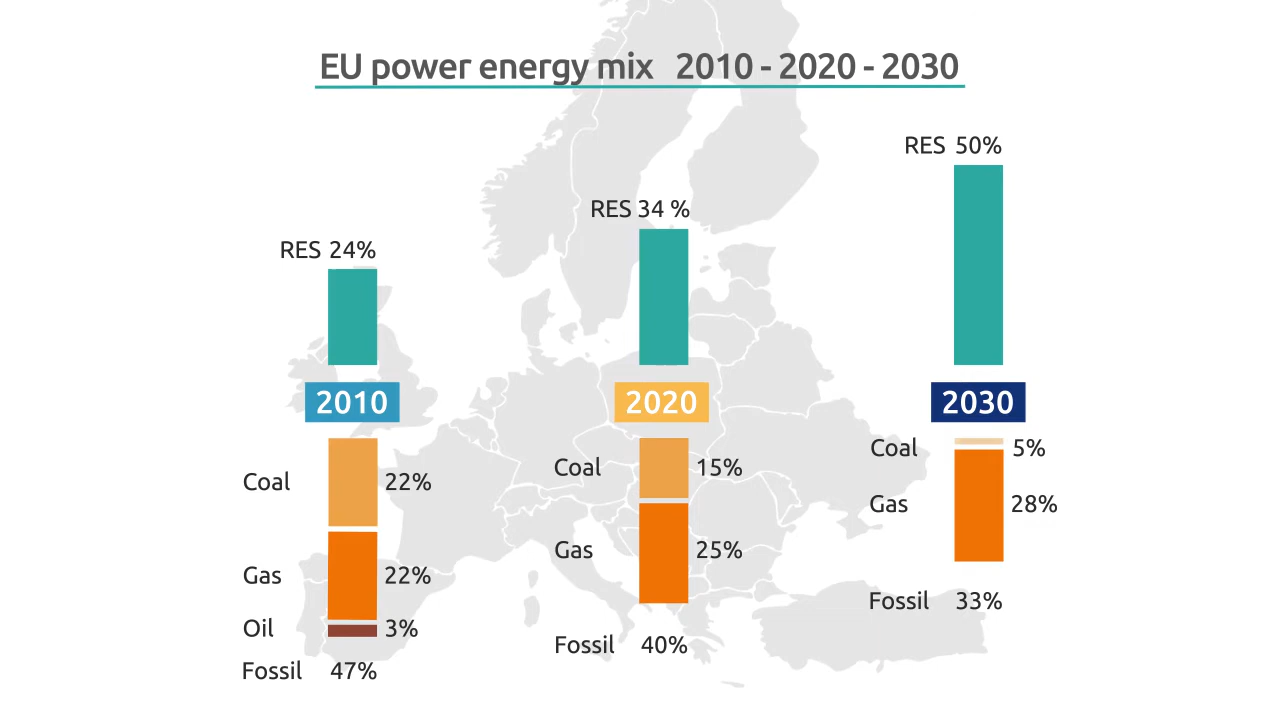 EU power energy mix 2010 - 2020 - 2030
RES 24%
2010
Coal 22%
Gas 22%
Oil 3%
Fossil 47%
RES 34 %
2020
Coal 15%
Gas 25%
Fossil 40%
RES 50%
2030
Coal 5%
Gas 28%
Fossil 33%